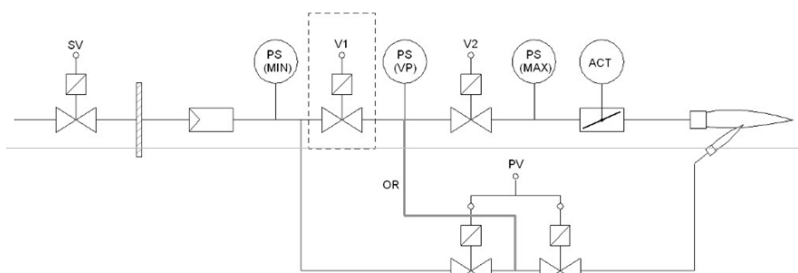 SV
PS
(MIN)
V1
PS
(VP)
V2
PS
(MAX)
ACT
OR
PV